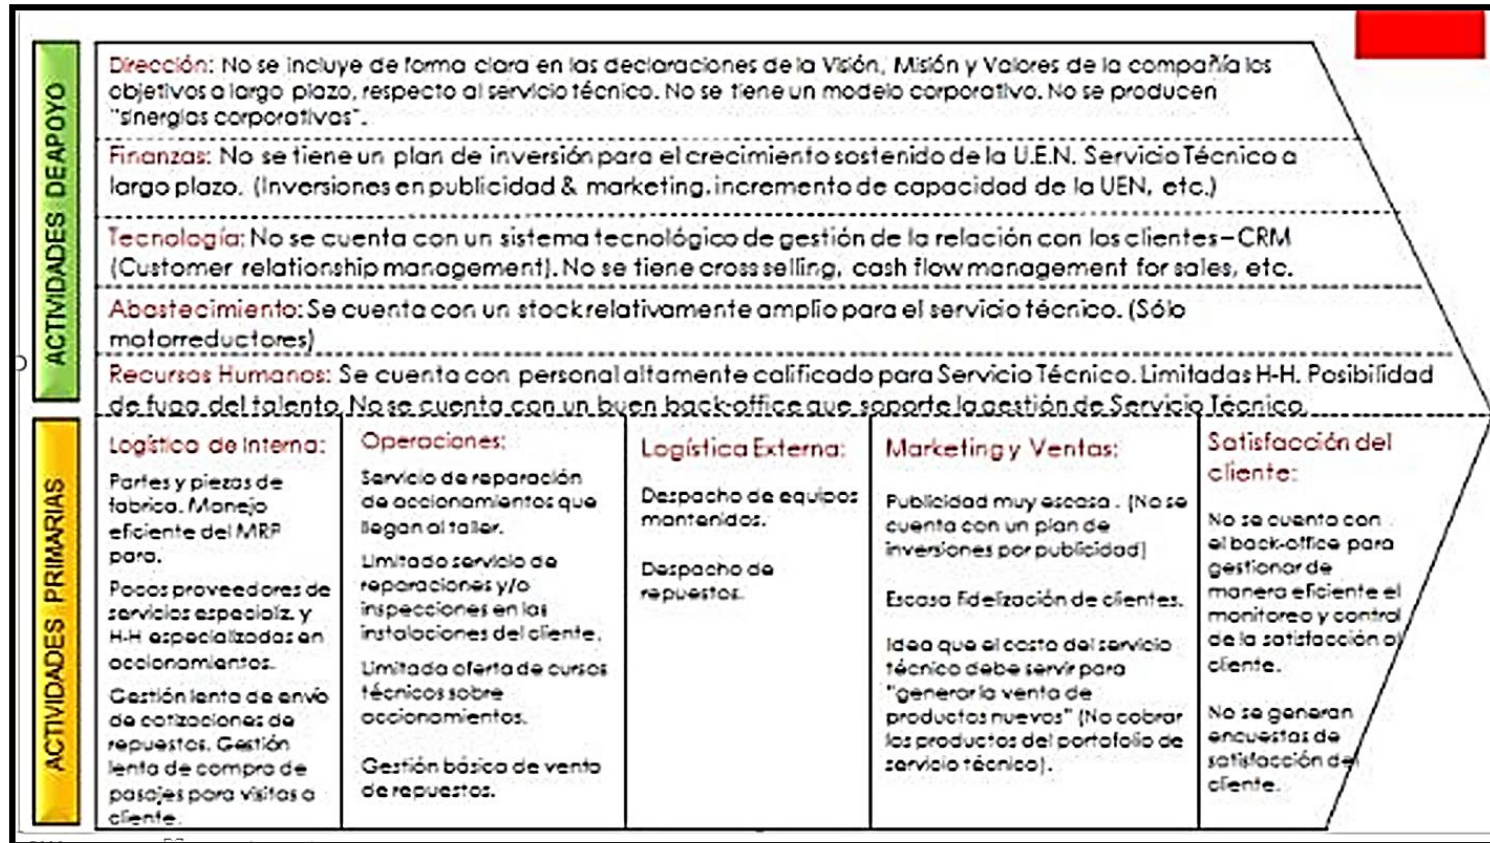 ACTIVIDADES DE APOYO
Dirección: No se incluye de forma clara en las declaraciones de la Visión, Misión y Valores de la compañía los
objetivos a largo plazo, respecto al servicio técnico. No se tiene un modelo corporativo. No se producen
"sinergias corporativas".
Finanzas: No se tiene un plan de inversión para el crecimiento sostenido de la U.E.N. Servicio Técnico a
largo plazo. (Inversiones en publicidad & marketing, incremento de capacidad de la UEN, etc.)
Tecnología: No se cuenta con un sistema tecnológico de gestión de la relación con los clientes – CRM
(Customer relationship management). No se tiene cross selling, cash flow management for sales, etc.
Abastecimiento: Se cuenta con un stock relativamente amplio para el servicio técnico. (Sólo
motorreductores)
Recursos Humanos: Se cuenta con personal altamente calificado para Servicio Técnico. Limitadas H-H. Posibilidad
de fuga del talento. No se cuenta con un buen back-office que soporte la gestión de Servicio Técnico.
ACTIVIDADES PRIMARIAS
Logística de Interna:
Partes y piezas de
fabrica. Manejo
eficiente del MRP
para.
Pocos proveedores de
servicios especializ. y
H-H especializadas en
accionamientos.
Gestión lenta de envío
de cotizaciones de
repuestos. Gestión
lenta de compra de
pasajes para visitas a
cliente.
Operaciones:
Servicio de reparación
de accionamientos que
llegan al taller.
Limitado servicio de
reparaciones y/o
inspecciones en las
instalaciones del cliente.
Limitada oferta de cursos
técnicos sobre
accionamientos.
Gestión básica de venta
de repuestos.
Logística Externa:
Despacho de equipos
mantenidos.
Despacho de
repuestos.
Marketing y Ventas:
Publicidad muy escasa . (No se
cuenta con un plan de
inversiones por publicidad)
Escasa fidelización de clientes.
Idea que el costo del servicio
técnico debe servir para
"generar la venta de
productos nuevos" (No cobrar
los productos del portafolio de
servicio técnico).
Satisfacción del
cliente:
No se cuenta con
el back-office para
gestionar de
manera eficiente el
monitoreo y control
de la satisfacción al
cliente.
No se generan
encuestas de
satisfacción del
cliente.